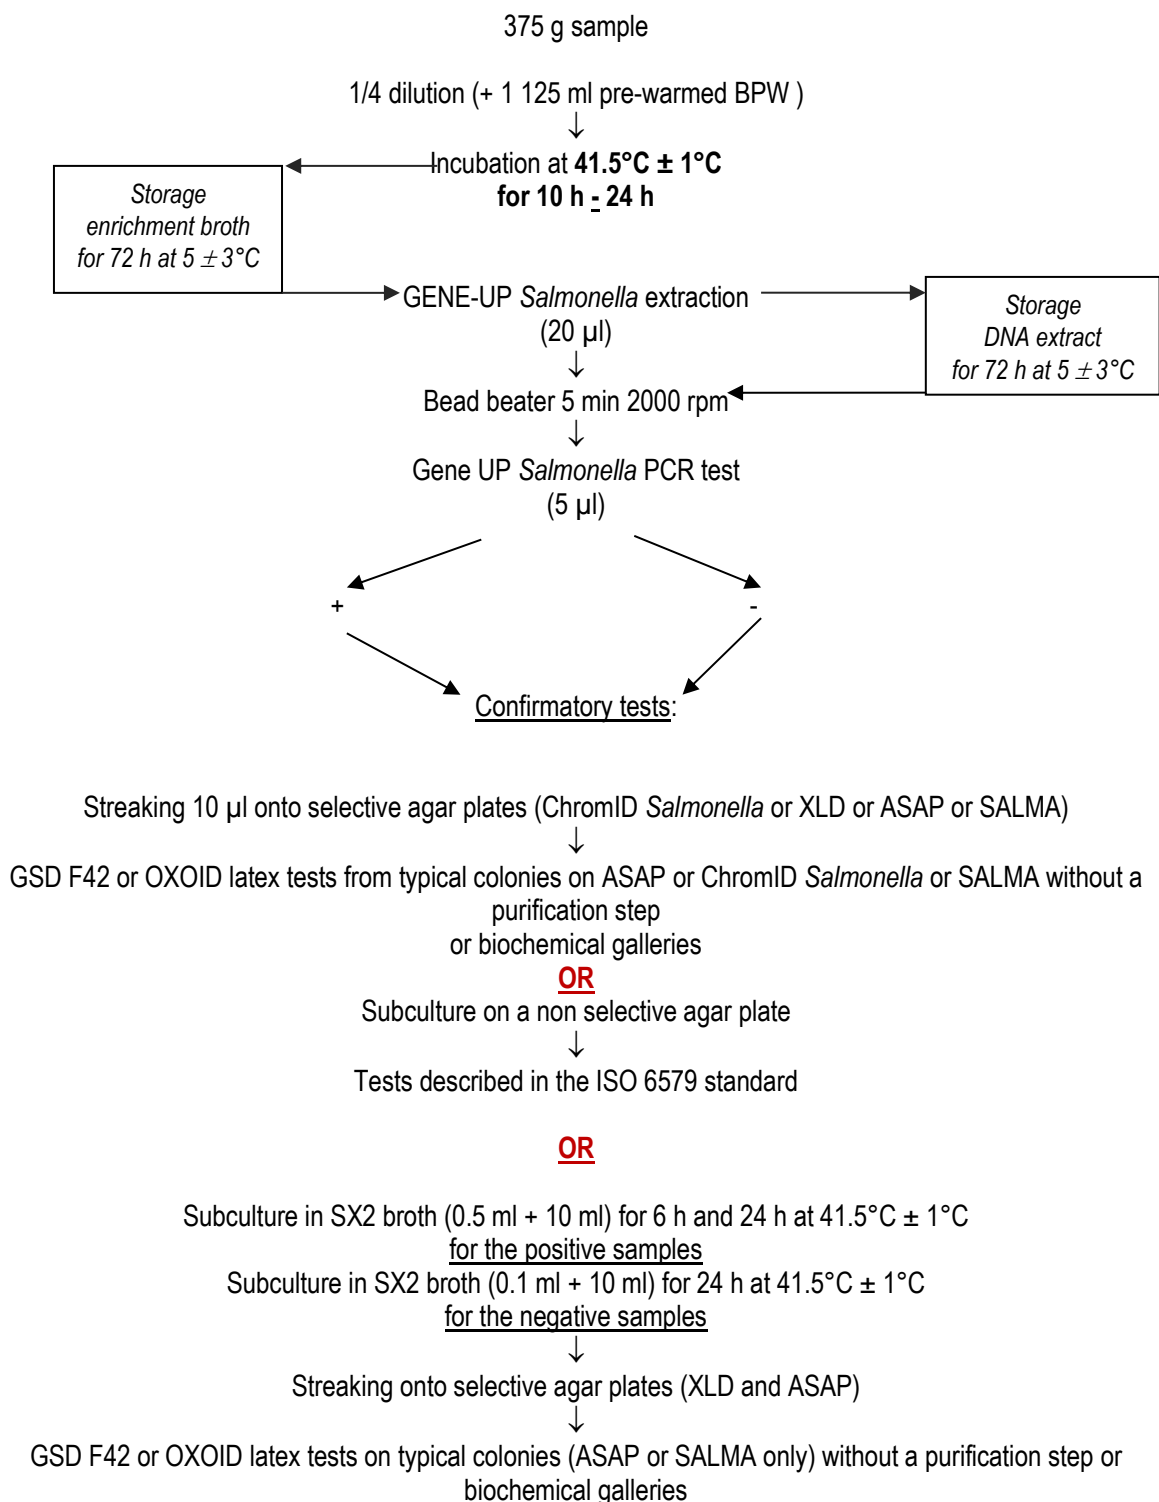 375 g sample
1/4 dilution (+ 1 125 ml pre-warmed BPW )
↓
Incubation at 41.5°C ± 1°C
for 10 h - 24 h
Storage
enrichment broth
for 72 h at 5 ± 3°C
GENE-UP Salmonella extraction
(20 µl)
Storage
DNA extract
for 72 h at 5 ± 3°C
↓
Bead beater 5 min 2000 rpm
↓
Gene UP Salmonella PCR test
(5 µl)
+
-
Confirmatory tests:
Streaking 10 µl onto selective agar plates (ChromID Salmonella or XLD or ASAP or SALMA)
↓
GSD F42 or OXOID latex tests from typical colonies on ASAP or ChromID Salmonella or SALMA without a
purification step
or biochemical galleries
OR
Subculture on a non selective agar plate
↓
Tests described in the ISO 6579 standard
OR
Subculture in SX2 broth (0.5 ml + 10 ml) for 6 h and 24 h at 41.5°C ± 1°C
for the positive samples
Subculture in SX2 broth (0.1 ml + 10 ml) for 24 h at 41.5°C ± 1°C
for the negative samples
↓
Streaking onto selective agar plates (XLD and ASAP)
↓
GSD F42 or OXOID latex tests on typical colonies (ASAP or SALMA only) without a purification step or
biochemical galleries